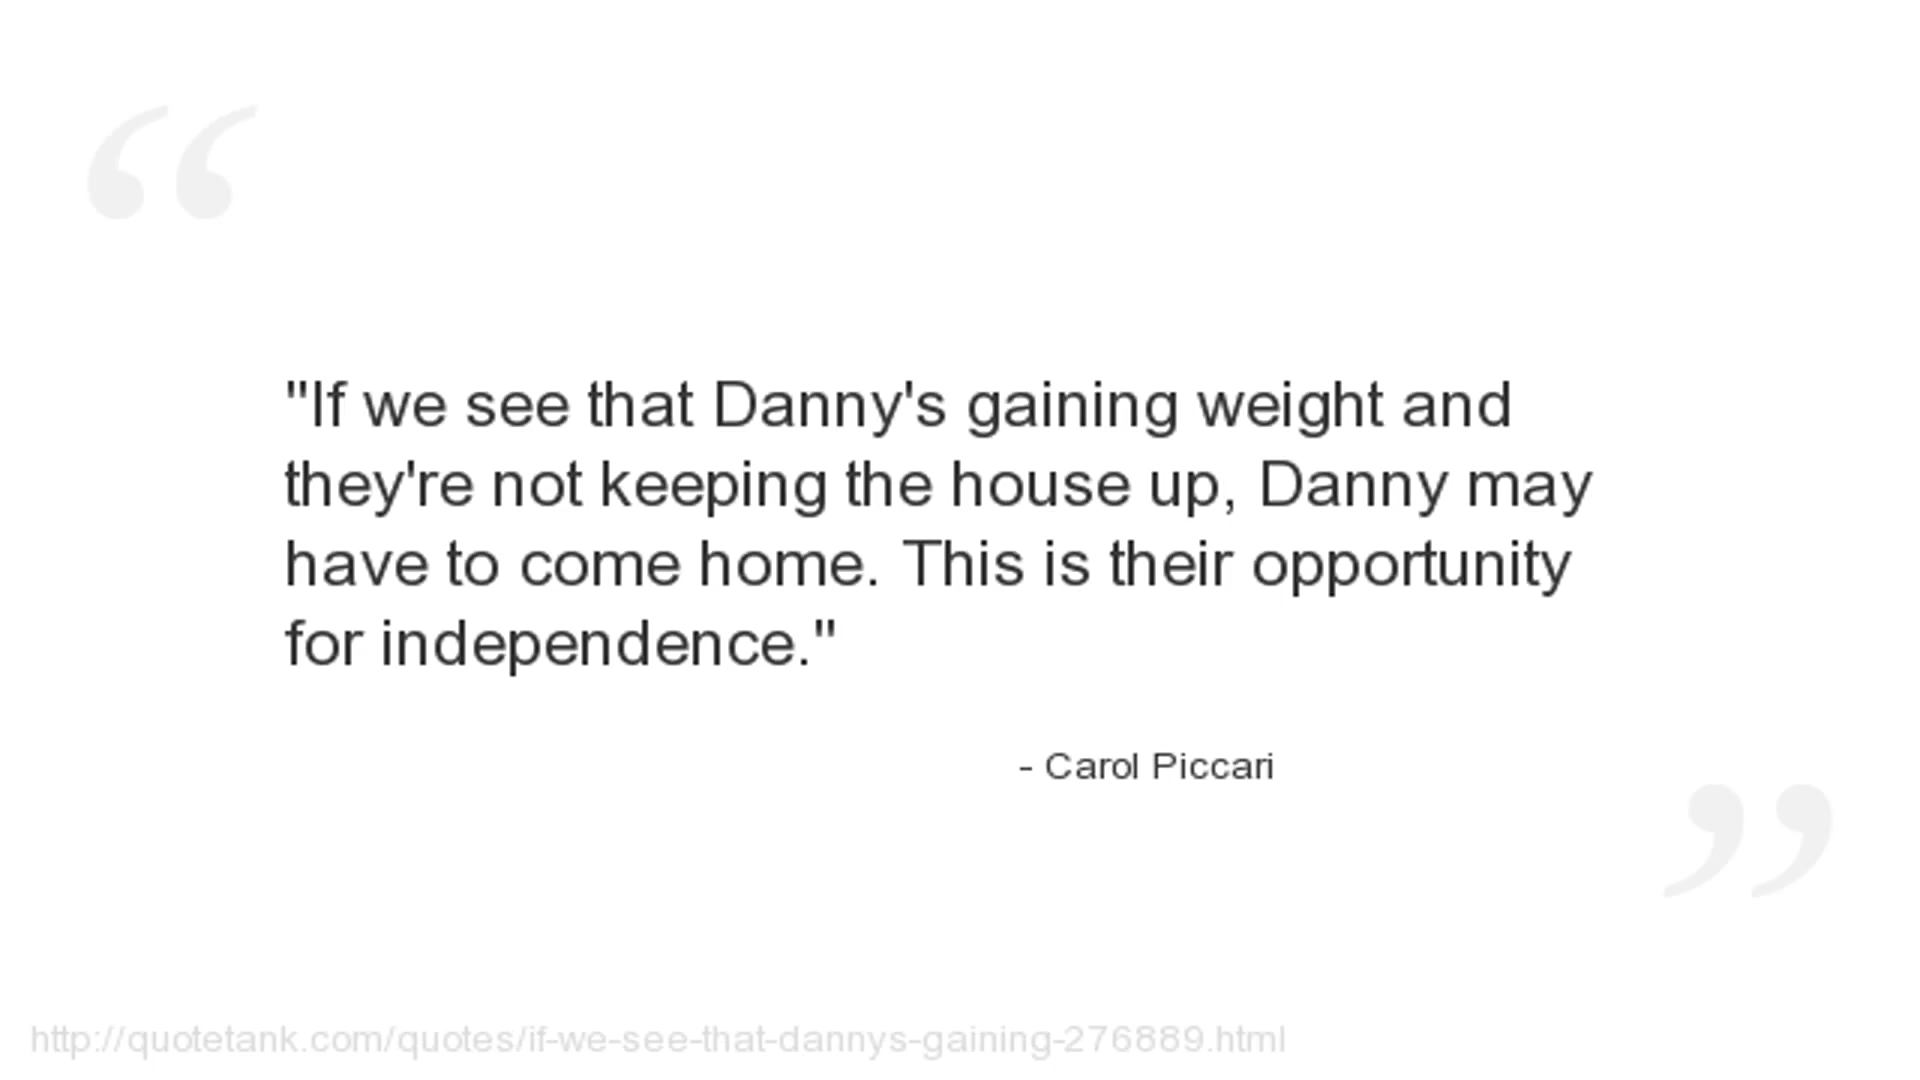 "If we see that Danny's gaining weight and
they're not keeping the house up, Danny may
have to come home. This is their opportunity
for independence."
- Carol Piccari
http://quotetank.com/quotes/if-we-see-that-dannys-gaining-276889.html